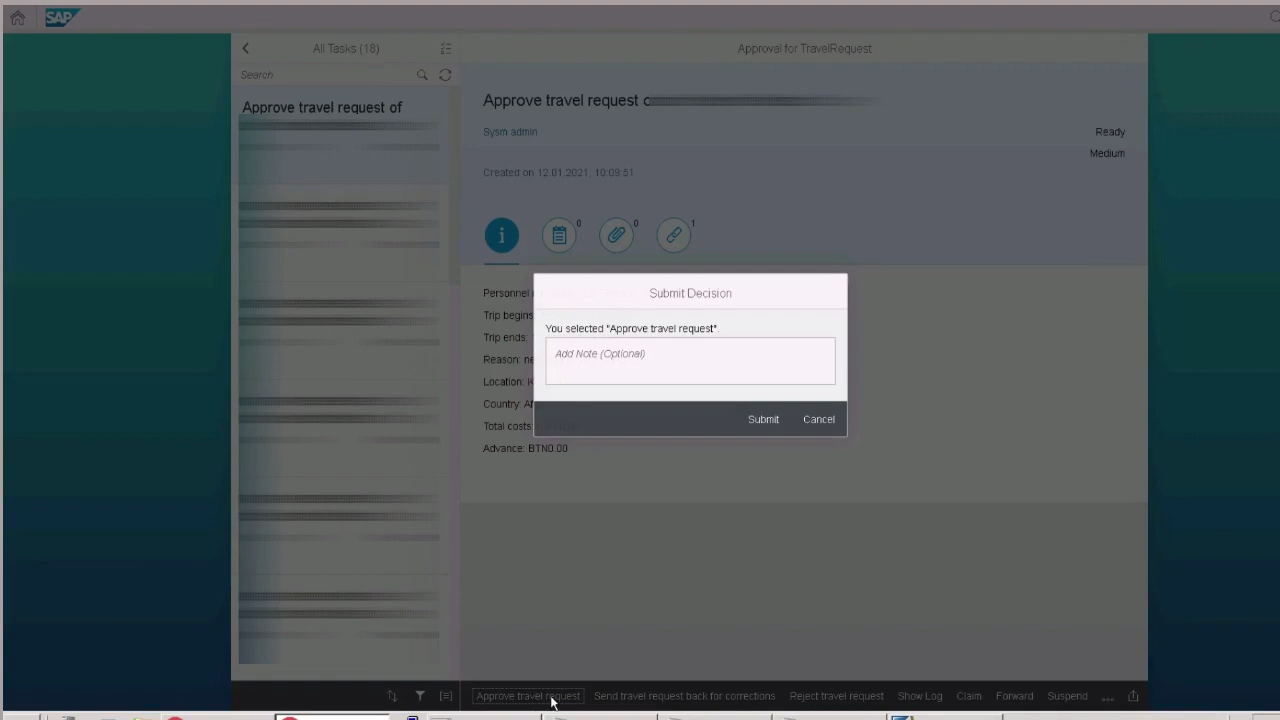 SAP
All Tasks (18)
Approval for TravelRequest
Search
Approve travel request of
Approve travel request
Sysm admin
Ready
Medium
Created on 12.01.2021, 10:09:51
0
0
1
Personnel
Trip begins
Trip ends:
Reason:
Location:
Country:
Total costs
Advance: BTN0.00
Submit Decision
You selected "Approve travel request".
Add Note (Optional)
Submit Cancel
Approve travel request Send travel request back for corrections Reject travel request Show Log Claim Forward Suspend ...